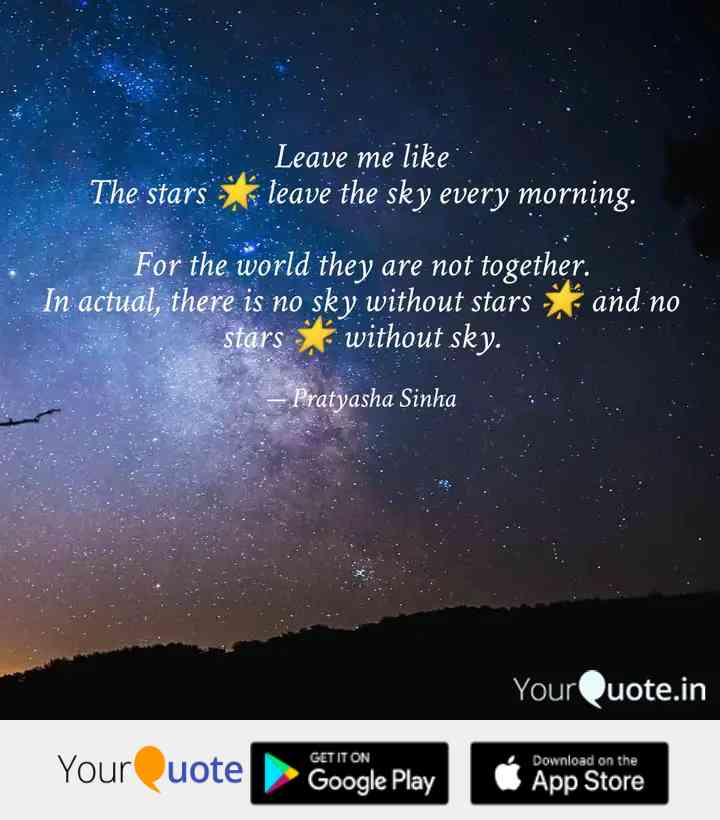 Leave me like
The stars 🌟 leave the sky every morning.
For the world they are not together.
In actual, there is no sky without stars 🌟 and no
stars 🌟 without sky.
— Pratyasha Sinha
YourQuote.in
YourQuote
GET IT ON
Google Play
Download on the
App Store